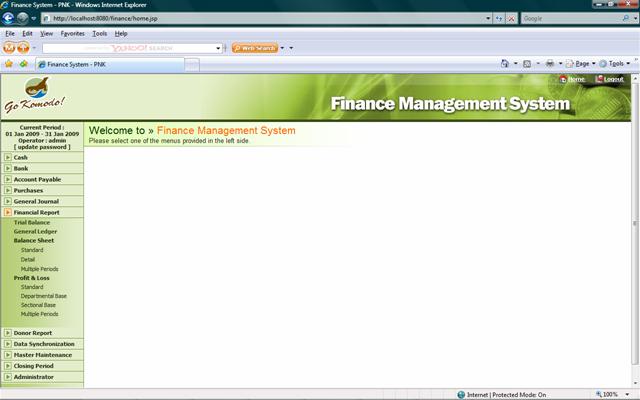 Finance System - PNK - Windows Internet Explorer
http://localhost:8080/finance/home.jsp
Google
File Edit View Favorites Tools Help
YAHOO! SEARCH
Web Search
Finance System - PNK
Page
Tools
Home
Logout
Go Komodo!
Finance Management System
Current Period :
01 Jan 2009 - 31 Jan 2009
Operator : admin
[ update password ]
Welcome to » Finance Management System
Please select one of the menus provided in the left side.
Cash
Bank
Account Payable
Purchases
General Journal
Financial Report
Trial Balance
General Ledger
Balance Sheet
Standard
Detail
Multiple Periods
Profit & Loss
Standard
Departmental Base
Sectional Base
Multiple Periods
Donor Report
Data Synchronization
Master Maintenance
Closing Period
Administrator
Internet | Protected Mode: On
100%